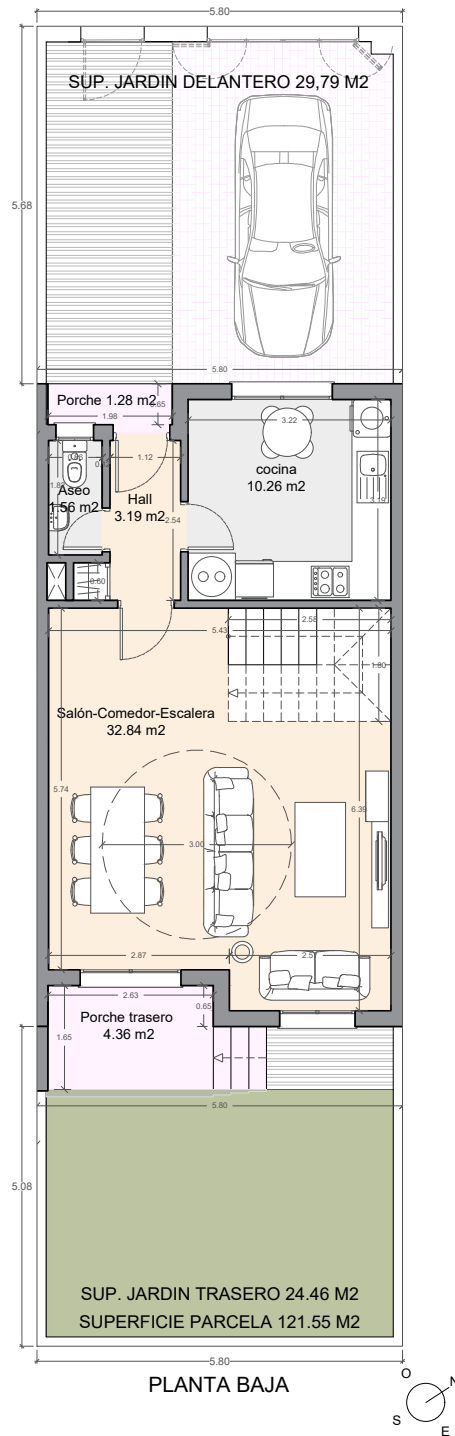 5.80
SUP. JARDIN DELANTERO 29,79 M2
5.68
5.80
Porche 1.28 m2
0.65
1.98
3.22
cocina
10.26 m2
1.12
Aseo
1.56 m2
Hall
3.19 m2
2.54
3.19
0.60
2.58
5.43
1.80
Salón-Comedor-Escalera
32.84 m2
5.74
6.39
3.00
2.87
2.63
0.65
Porche trasero
4.36 m2
1.65
5.80
5.08
SUP. JARDIN TRASERO 24.46 M2
SUPERFICIE PARCELA 121.55 M2
5.80
PLANTA BAJA
O
N
S
E